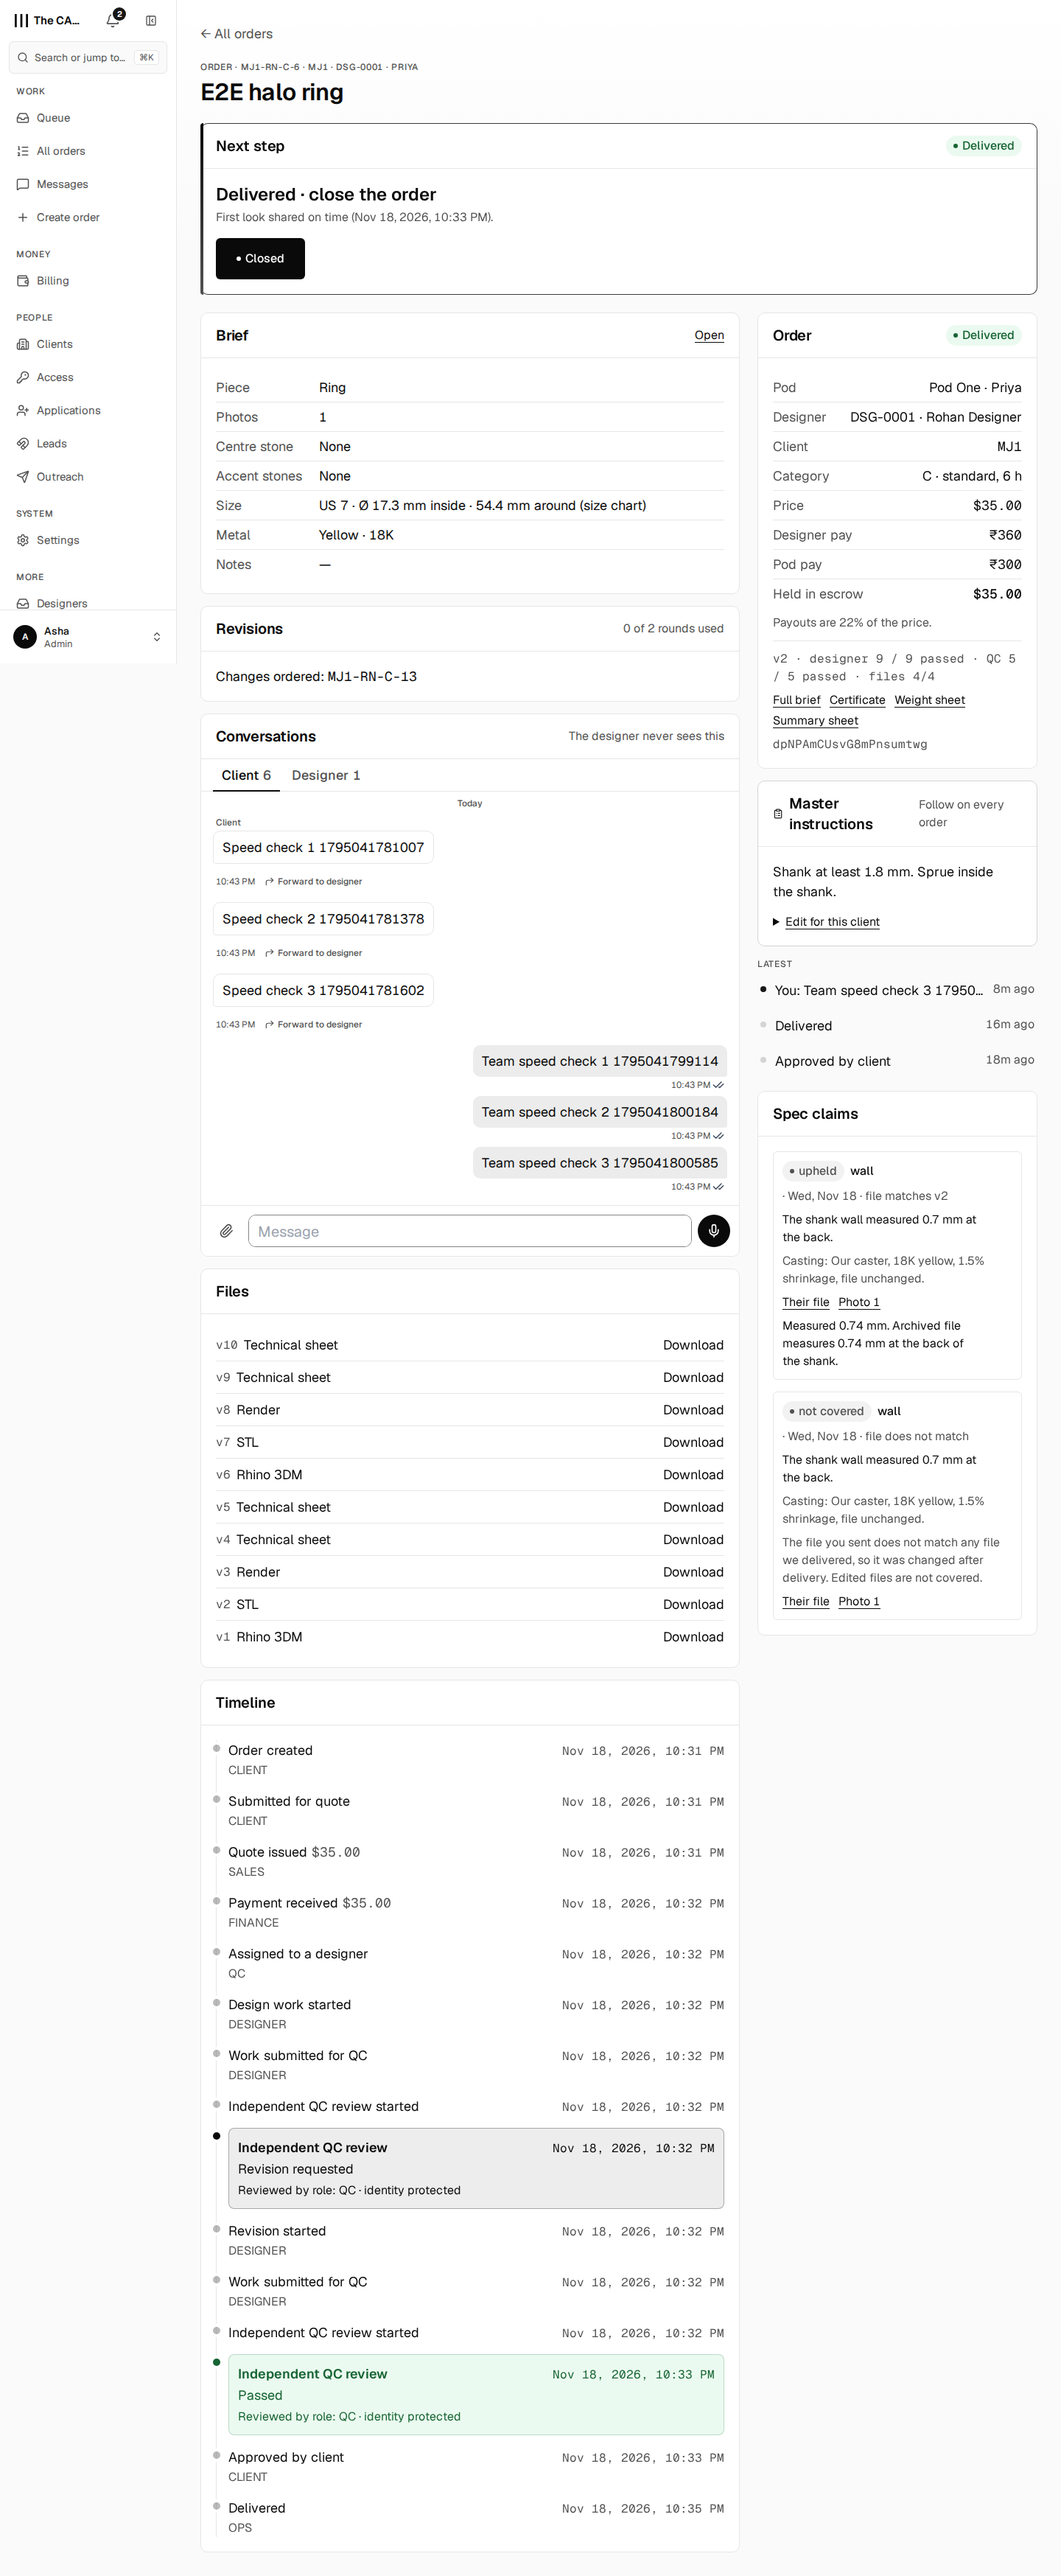 The CA...
2
Search or jump to...
⌘K
WORK
Queue
All orders
Messages
Create order
MONEY
Billing
PEOPLE
Clients
Access
Applications
Leads
Outreach
SYSTEM
Settings
MORE
Designers
A
Asha
Admin
← All orders
ORDER · MJ1-RN-C-6 · MJ1 · DSG-0001 · PRIYA
E2E halo ring
Next step
Delivered
Delivered · close the order
First look shared on time (Nov 18, 2026, 10:33 PM).
Closed
Brief
Open
Piece Ring
Photos 1
Centre stone None
Accent stones None
Size US 7 · Ø 17.3 mm inside · 54.4 mm around (size chart)
Metal Yellow · 18K
Notes —
Revisions
0 of 2 rounds used
Changes ordered: MJ1-RN-C-13
Conversations
The designer never sees this
Client 6
Designer 1
Today
Client
Speed check 1 1795041781007
10:43 PM Forward to designer
Speed check 2 1795041781378
10:43 PM Forward to designer
Speed check 3 1795041781602
10:43 PM Forward to designer
Team speed check 1 1795041799114
10:43 PM
Team speed check 2 1795041800184
10:43 PM
Team speed check 3 1795041800585
10:43 PM
Message
Files
v10 Technical sheet Download
v9 Technical sheet Download
v8 Render Download
v7 STL Download
v6 Rhino 3DM Download
v5 Technical sheet Download
v4 Technical sheet Download
v3 Render Download
v2 STL Download
v1 Rhino 3DM Download
Timeline
Order created Nov 18, 2026, 10:31 PM
CLIENT
Submitted for quote Nov 18, 2026, 10:31 PM
CLIENT
Quote issued $35.00 Nov 18, 2026, 10:31 PM
SALES
Payment received $35.00 Nov 18, 2026, 10:32 PM
FINANCE
Assigned to a designer Nov 18, 2026, 10:32 PM
QC
Design work started Nov 18, 2026, 10:32 PM
DESIGNER
Work submitted for QC Nov 18, 2026, 10:32 PM
DESIGNER
Independent QC review started Nov 18, 2026, 10:32 PM
Independent QC review Nov 18, 2026, 10:32 PM
Revision requested
Reviewed by role: QC · identity protected
Revision started Nov 18, 2026, 10:32 PM
DESIGNER
Work submitted for QC Nov 18, 2026, 10:32 PM
DESIGNER
Independent QC review started Nov 18, 2026, 10:32 PM
Independent QC review Nov 18, 2026, 10:33 PM
Passed
Reviewed by role: QC · identity protected
Approved by client Nov 18, 2026, 10:33 PM
CLIENT
Delivered Nov 18, 2026, 10:35 PM
OPS
Order
Delivered
Pod Pod One · Priya
Designer DSG-0001 · Rohan Designer
Client MJ1
Category C · standard, 6 h
Price $35.00
Designer pay ₹360
Pod pay ₹300
Held in escrow $35.00
Payouts are 22% of the price.
v2 · designer 9 / 9 passed · QC 5
/ 5 passed · files 4/4
Full brief Certificate Weight sheet
Summary sheet
dpNPAmCUsvG8mPnsumtwg
Master
instructions
Follow on every
order
Shank at least 1.8 mm. Sprue inside
the shank.
Edit for this client
LATEST
You: Team speed check 3 17950... 8m ago
Delivered 16m ago
Approved by client 18m ago
Spec claims
upheld wall
· Wed, Nov 18 · file matches v2
The shank wall measured 0.7 mm at
the back.
Casting: Our caster, 18K yellow, 1.5%
shrinkage, file unchanged.
Their file Photo 1
Measured 0.74 mm. Archived file
measures 0.74 mm at the back of
the shank.
not covered wall
· Wed, Nov 18 · file does not match
The shank wall measured 0.7 mm at
the back.
Casting: Our caster, 18K yellow, 1.5%
shrinkage, file unchanged.
The file you sent does not match any file
we delivered, so it was changed after
delivery. Edited files are not covered.
Their file Photo 1